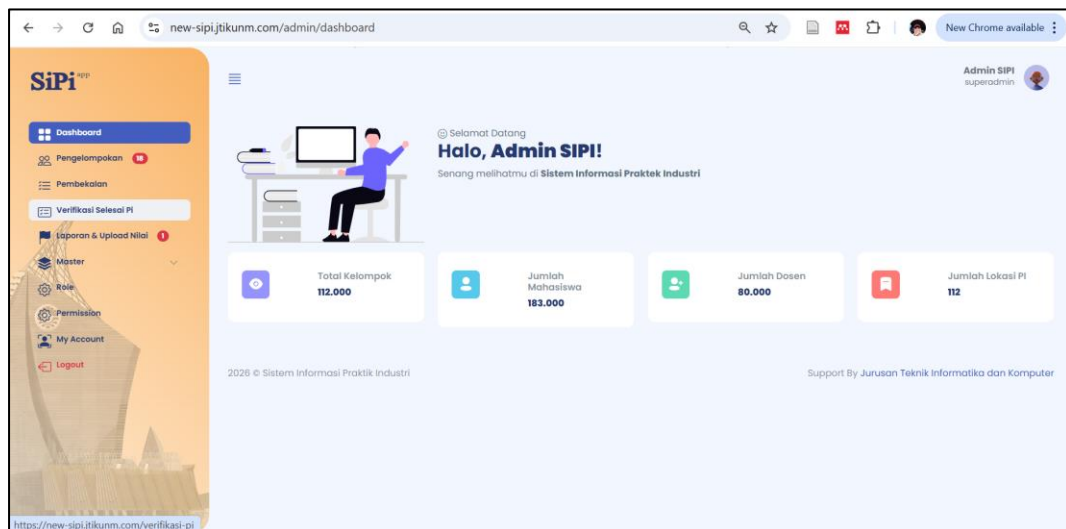 new-sipi.jtikunm.com/admin/dashboard
New Chrome available
SiPi app
Admin SIPI
superadmin
Dashboard
Pengelompokan 18
Pembekalan
Verifikasi Selesai PI
Laporan & Upload Nilai 1
Master
Role
Permission
My Account
Logout
Selamat Datang
Halo, Admin SIPI!
Senang melihatmu di Sistem Informasi Praktek Industri
Total Kelompok
112.000
Jumlah
Mahasiswa
183.000
Jumlah Dosen
80.000
Jumlah Lokasi PI
112
2026 © Sistem Informasi Praktik Industri
Support By Jurusan Teknik Informatika dan Komputer
https://new-sipi.jtikunm.com/verifikasi-pi